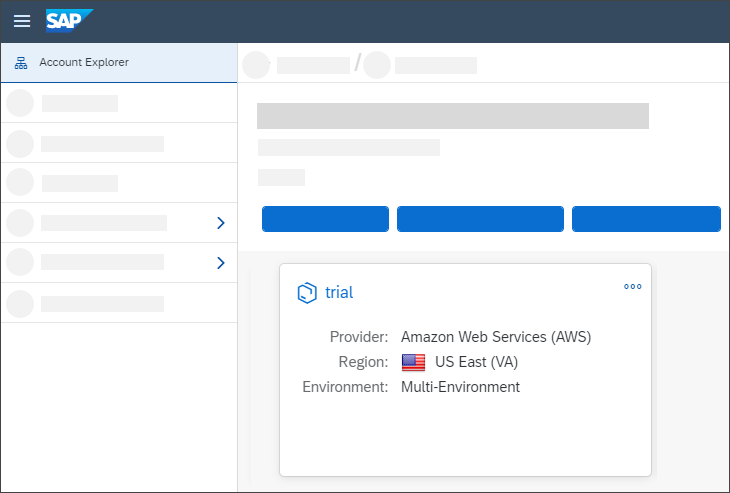 SAP
Account Explorer
trial
Provider: Amazon Web Services (AWS)
Region: US East (VA)
Environment: Multi-Environment